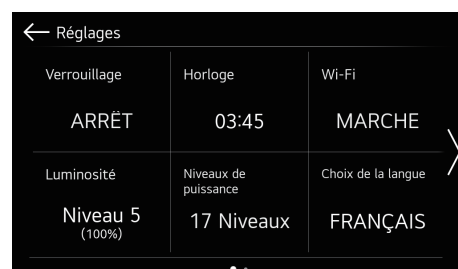 Réglages
Verrouillage
ARRËT
Horloge
03:45
Wi-Fi
MARCHE
Luminosité
Niveau 5
(100%)
Niveaux de
puissance
17 Niveaux
Choix de la langue
FRANÇAIS